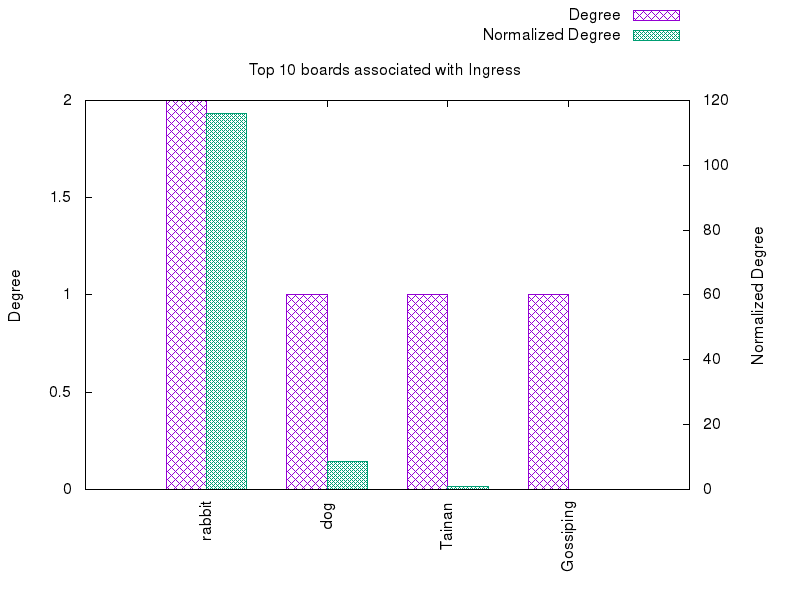 Degree
Normalized Degree
Top 10 boards associated with Ingress
2
1.5
1
0.5
0
120
100
80
60
40
20
0
Degree
Normalized Degree
rabbit
dog
Tainan
Gossiping